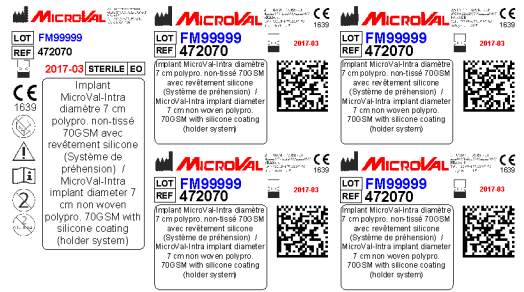 MICROVAL
LOT FM99999
REF 472070
2017-03 STERILE EO
1639
Implant
MicroVal-Intra
diamètre 7 cm
polypro. non-tissé
70GSM avec
revêtement silicone
(Système de
préhension) /
MicroVal-Intra
implant diameter 7
cm non woven
polypro. 70GSM with
silicone coating
(holder system)
2
MICROVAL
1639
LOT FM99999
REF 472070
2017-03
Implant MicroVal-Intra diamètre
7 cm polypro. non-tissé 70GSM
avec revêtement silicone
(Système de préhension) /
MicroVal-Intra implant diameter
7 cm non woven polypro.
70GSM with silicone coating
(holder system)
MICROVAL
1639
LOT FM99999
REF 472070
2017-03
Implant MicroVal-Intra diamètre
7 cm polypro. non-tissé 70GSM
avec revêtement silicone
(Système de préhension) /
MicroVal-Intra implant diameter
7 cm non woven polypro.
70GSM with silicone coating
(holder system)
MICROVAL
1639
LOT FM99999
REF 472070
2017-03
Implant MicroVal-Intra diamètre
7 cm polypro. non-tissé 70GSM
avec revêtement silicone
(Système de préhension) /
MicroVal-Intra implant diameter
7 cm non woven polypro.
70GSM with silicone coating
(holder system)
MICROVAL
1639
LOT FM99999
REF 472070
2017-03
Implant MicroVal-Intra diamètre
7 cm polypro. non-tissé 70GSM
avec revêtement silicone
(Système de préhension) /
MicroVal-Intra implant diameter
7 cm non woven polypro.
70GSM with silicone coating
(holder system)